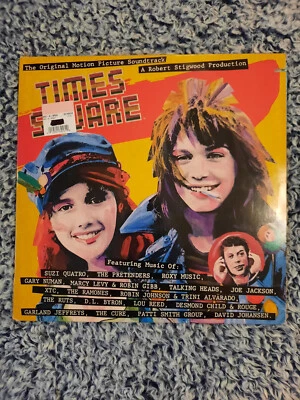 The Original Motion Picture Soundtrack
A Robert Stigwood Production
TIMES
SQUARE
Featuring Music Of:
SUZI QUATRO, THE PRETENDERS, ROXY MUSIC,
GARY NUMAN, MARCY LEVY & ROBIN GIBB, TALKING HEADS, JOE JACKSON,
XTC, THE RAMONES, ROBIN JOHNSON & TRINI ALVARADO,
THE RUTS, D.L. BYRON, LOU REED, DESMOND CHILD & ROUGE,
GARLAND JEFFREYS, THE CURE, PATTI SMITH GROUP, DAVID JOHANSEN.